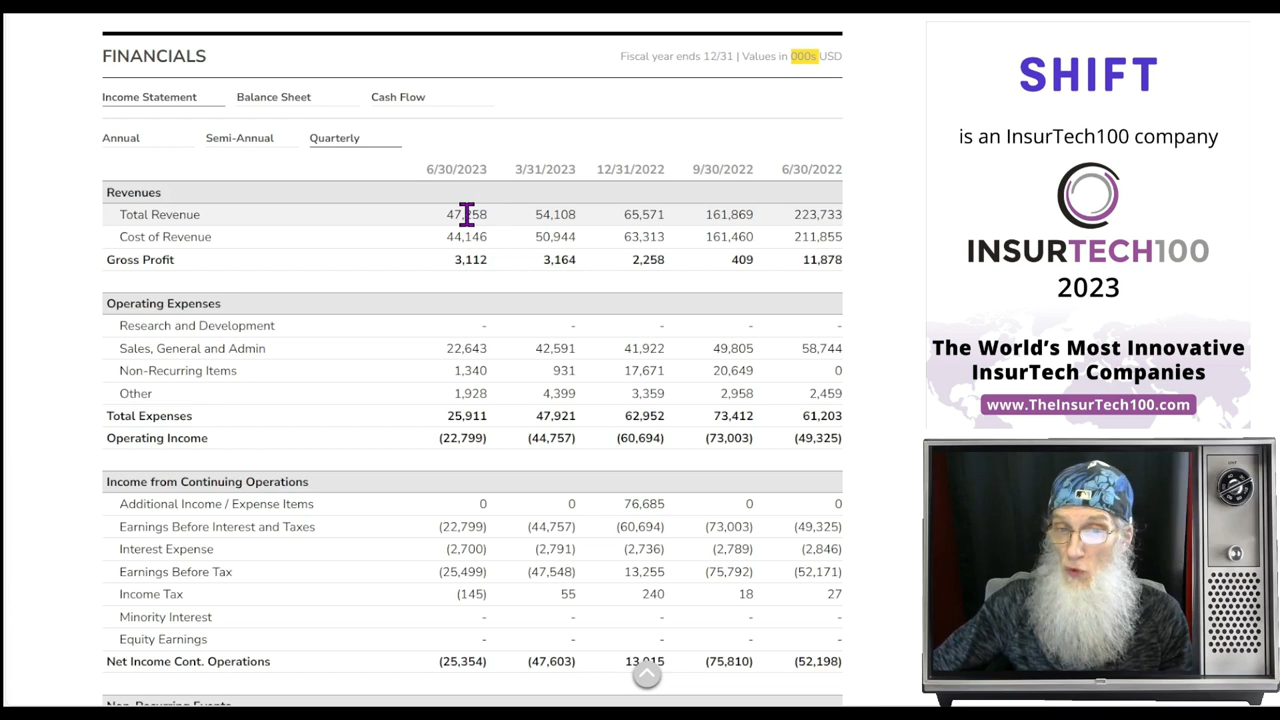 FINANCIALS
Fiscal year ends 12/31 | Values in 000s USD
Income Statement Balance Sheet Cash Flow
Annual Semi-Annual Quarterly
6/30/2023 3/31/2023 12/31/2022 9/30/2022 6/30/2022
Revenues
Total Revenue 54,108 65,571 161,869 223,733
Cost of Revenue 44,146 50,944 63,313 161,460 211,855
Gross Profit 3,112 3,164 2,258 409 11,878
Operating Expenses
Research and Development - - - - -
Sales, General and Admin 22,643 42,591 41,922 49,805 58,744
Non-Recurring Items 1,340 931 17,671 20,649 0
Other 1,928 4,399 3,359 2,958 2,459
Total Expenses 25,911 47,921 62,952 73,412 61,203
Operating Income (22,799) (44,757) (60,694) (73,003) (49,325)
Income from Continuing Operations
Additional Income / Expense Items 0 0 76,685 0 0
Earnings Before Interest and Taxes (22,799) (44,757) (60,694) (73,003) (49,325)
Interest Expense (2,700) (2,791) (2,736) (2,789) (2,846)
Earnings Before Tax (25,499) (47,548) 13,255 (75,792) (52,171)
Income Tax (145) 55 240 18 27
Minority Interest - - - - -
Equity Earnings - - - - -
Net Income Cont. Operations (25,354) (47,603) (75,810) (52,198)
SHIFT
is an InsurTech100 company
INSURTECH100
2023
The World's Most Innovative
InsurTech Companies
www.TheInsurTech100.com